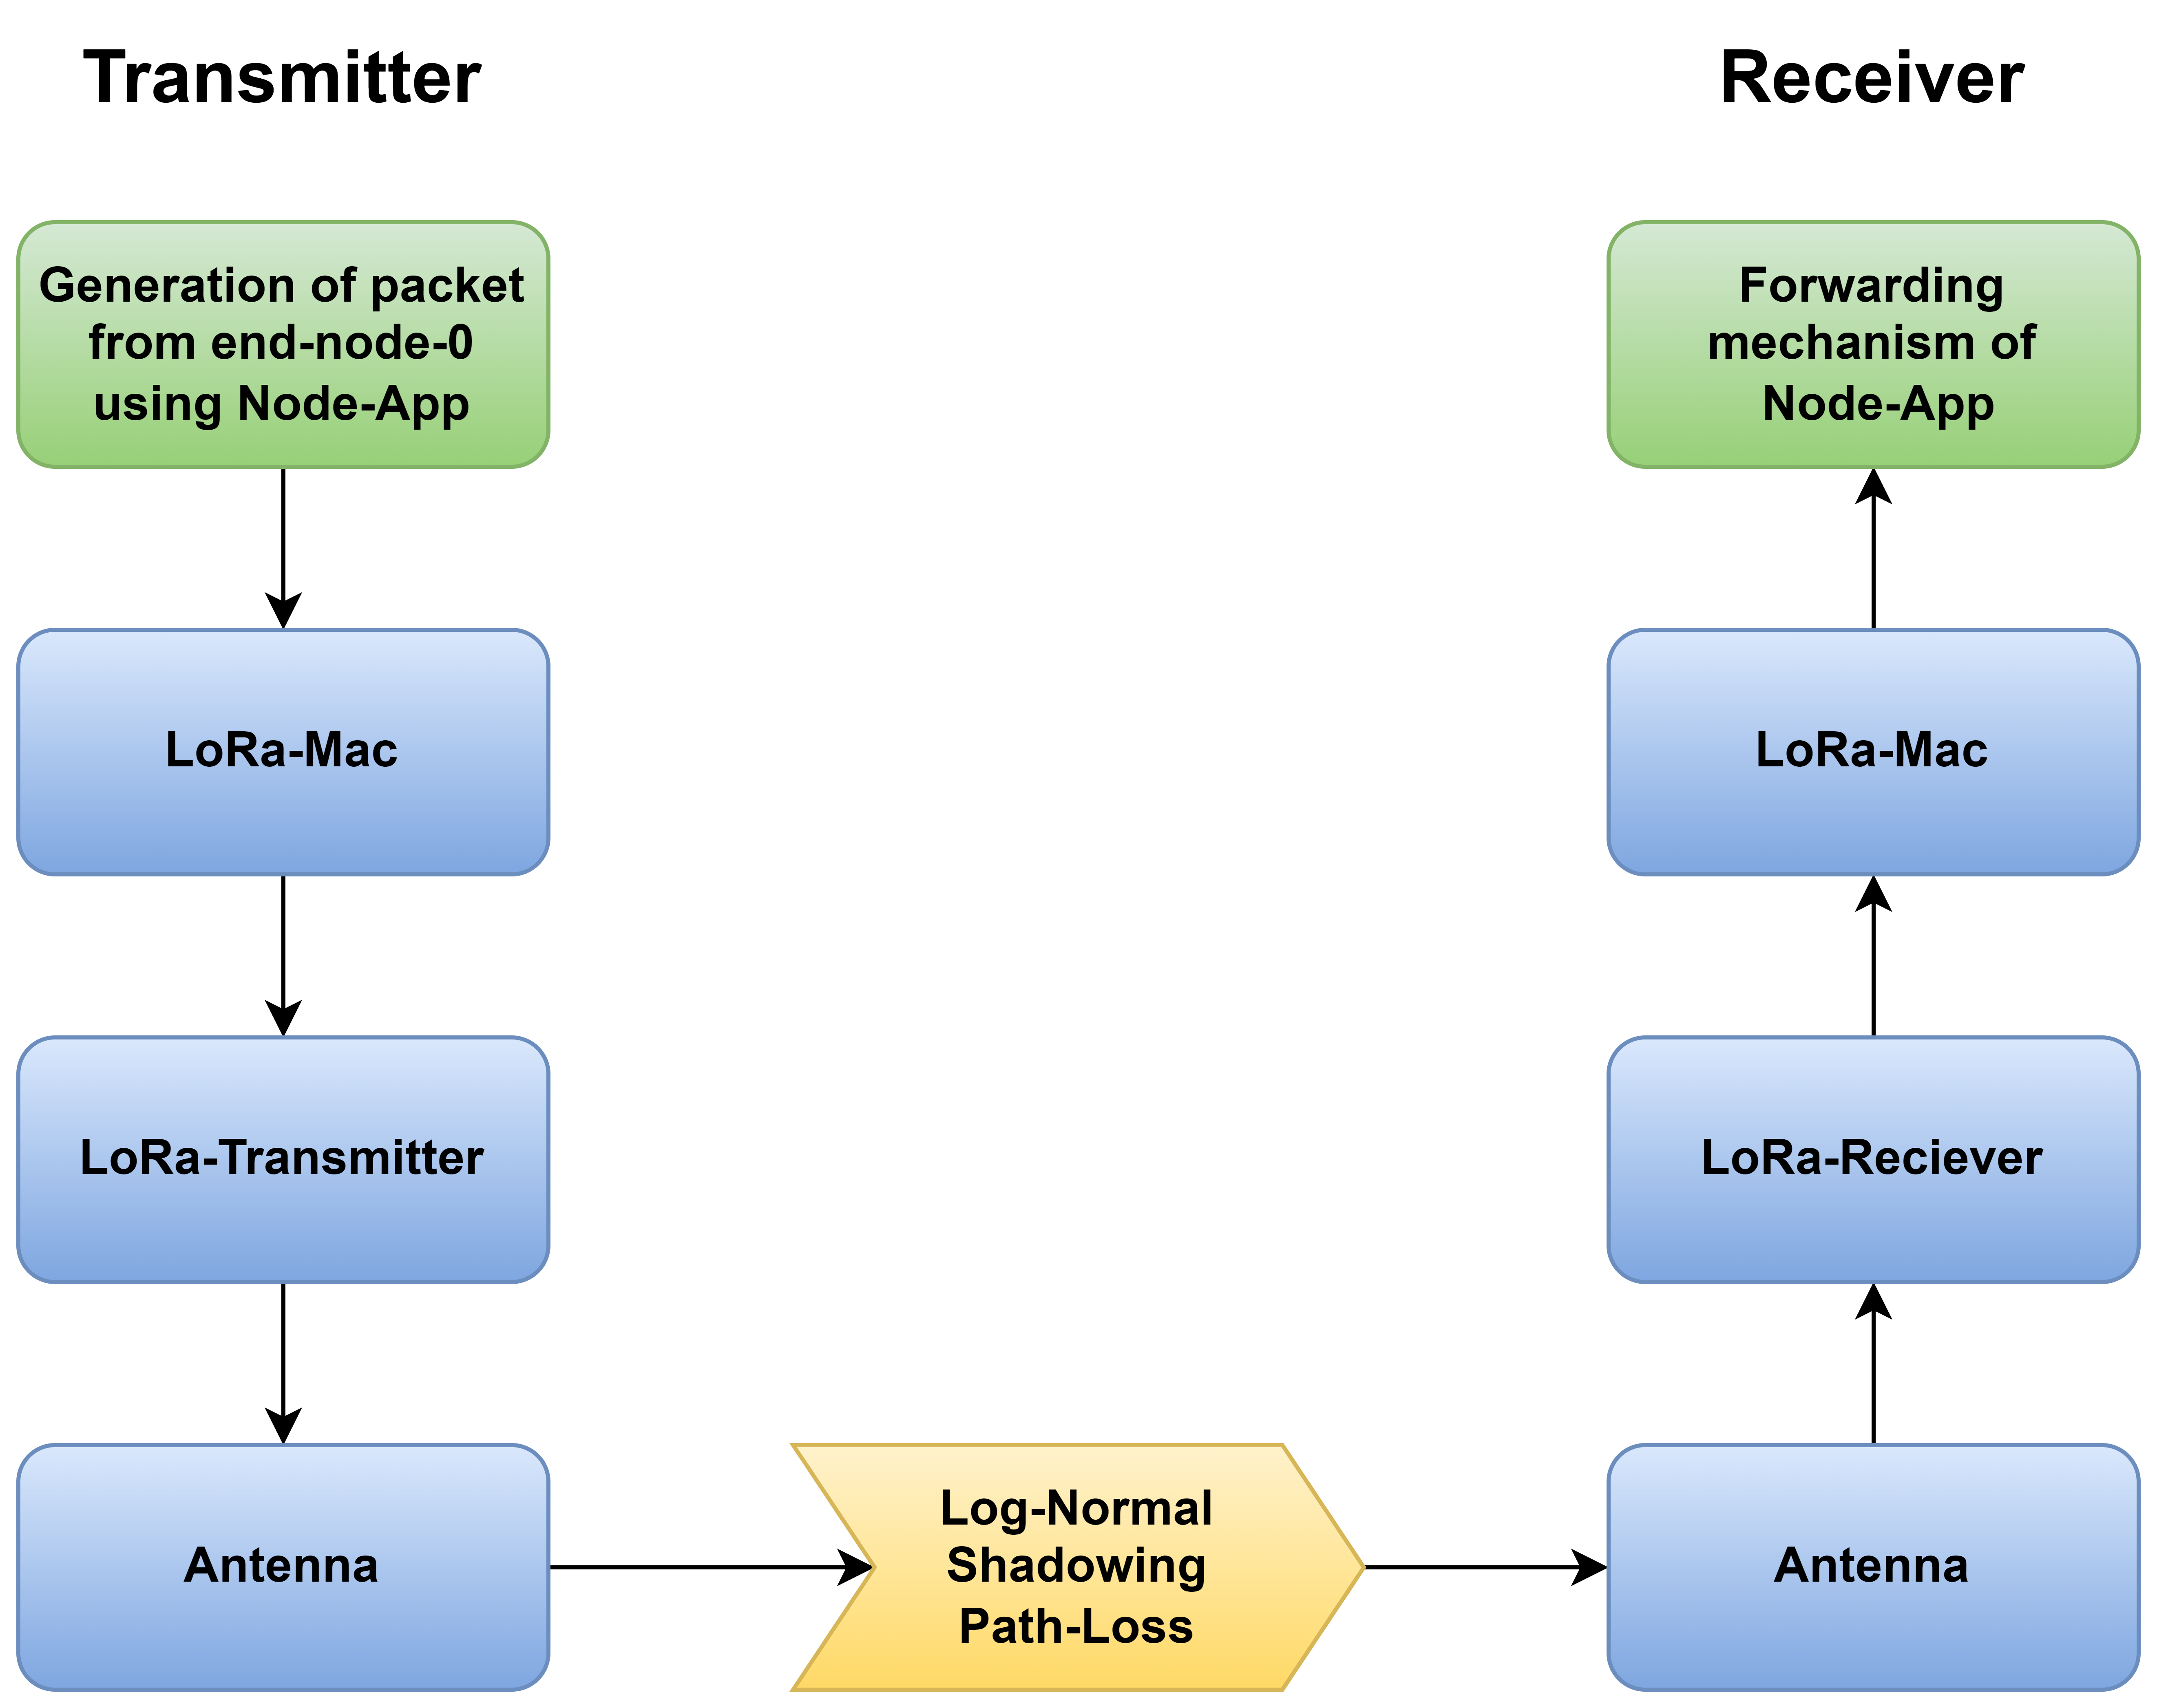 Transmitter
Receiver
Generation of packet
from end-node-0
using Node-App
Forwarding
mechanism of
Node-App
LoRa-Mac
LoRa-Mac
LoRa-Transmitter
LoRa-Reciever
Antenna
Log-Normal
Shadowing
Path-Loss
Antenna